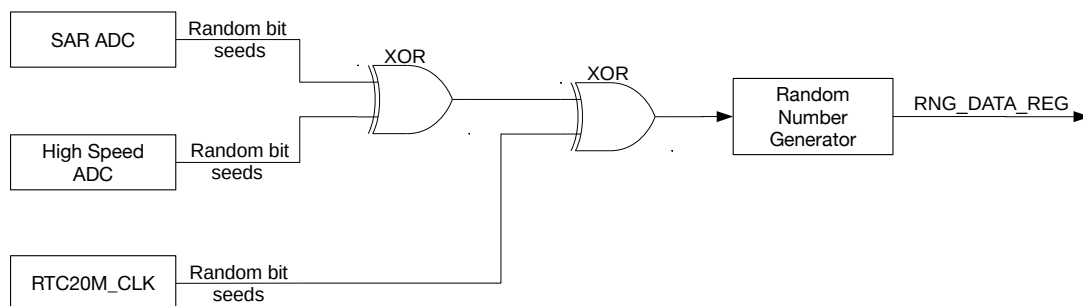 SAR ADC
Random bit
seeds
XOR
XOR
Random
Number
Generator
RNG_DATA_REG
High Speed
ADC
Random bit
seeds
RTC20M_CLK
Random bit
seeds